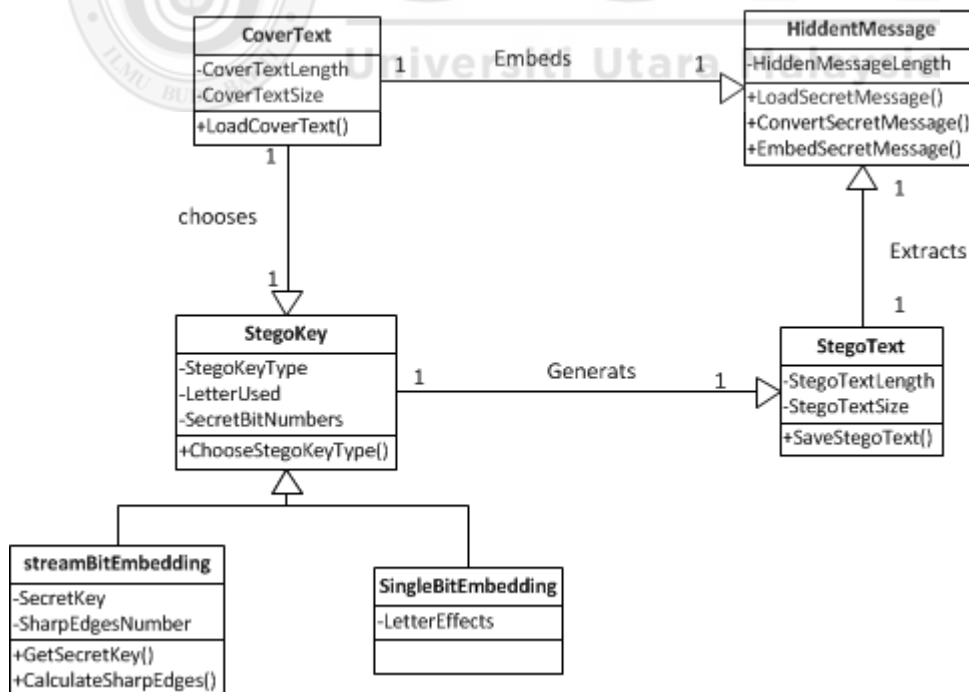 CoverText
-CoverTextLength
-CoverTextSize
+LoadCoverText()
1
Embeds
1
HiddentMessage
-HiddenMessageLength
+LoadSecretMessage()
+ConvertSecretMessage()
+EmbedSecretMessage()
Universiti Utara Malaysia
ILMU BU
1
chooses
1
1
Extracts
1
StegoKey
-StegoKeyType
-LetterUsed
-SecretBitNumbers
+ChooseStegoKeyType()
1
Generats
1
StegoText
-StegoTextLength
-StegoTextSize
+SaveStegoText()
streamBitEmbedding
-SecretKey
-SharpEdgesNumber
+GetSecretKey()
+CalculateSharpEdges()
SingleBitEmbedding
-LetterEffects